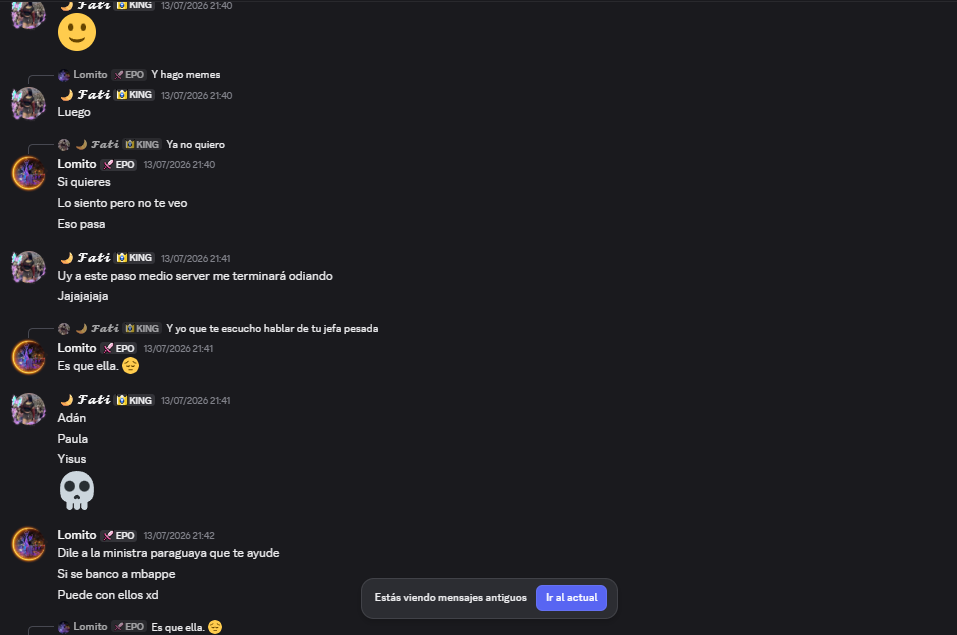 🌙 𝓕𝓪𝓽𝓲 KING 13/07/2026 21:40
🙂
Lomito EPO Y hago memes
🌙 𝓕𝓪𝓽𝓲 KING 13/07/2026 21:40
Luego
🌙 𝓕𝓪𝓽𝓲 KING Ya no quiero
Lomito EPO 13/07/2026 21:40
Si quieres
Lo siento pero no te veo
Eso pasa
🌙 𝓕𝓪𝓽𝓲 KING 13/07/2026 21:41
Uy a este paso medio server me terminará odiando
Jajajajaja
🌙 𝓕𝓪𝓽𝓲 KING Y yo que te escucho hablar de tu jefa pesada
Lomito EPO 13/07/2026 21:41
Es que ella. 😌
🌙 𝓕𝓪𝓽𝓲 KING 13/07/2026 21:41
Adán
Paula
Yisus
💀
Lomito EPO 13/07/2026 21:42
Dile a la ministra paraguaya que te ayude
Si se banco a mbappe
Puede con ellos xd
Estás viendo mensajes antiguos Ir al actual
Lomito EPO Es que ella. 😌